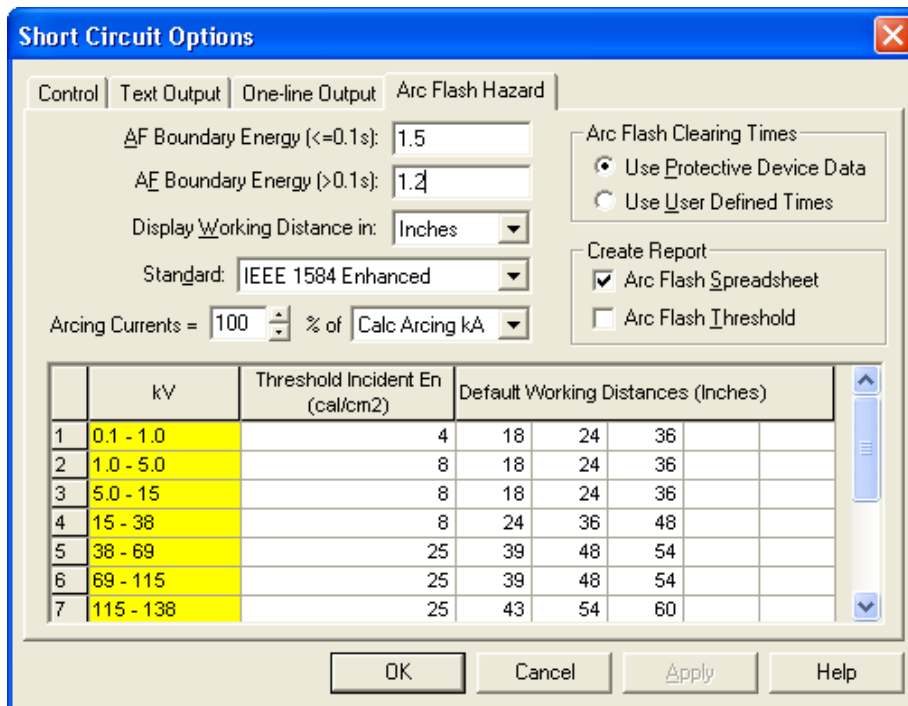 Short Circuit Options
Control Text Output One-line Output Arc Flash Hazard
AF Boundary Energy (<=0.1s): 1.5
AF Boundary Energy (>0.1s): 1.2
Display Working Distance in: Inches
Standard: IEEE 1584 Enhanced
Arcing Currents = 100 % of Calc Arcing kA
Arc Flash Clearing Times
Use Protective Device Data
Use User Defined Times
Create Report
Arc Flash Spreadsheet
Arc Flash Threshold
kV Threshold Incident En (cal/cm2) Default Working Distances (Inches)
1 0.1 - 1.0 4 18 24 36
2 1.0 - 5.0 8 18 24 36
3 5.0 - 15 8 18 24 36
4 15 - 38 8 24 36 48
5 38 - 69 25 39 48 54
6 69 - 115 25 39 48 54
7 115 - 138 25 43 54 60
OK Cancel Apply Help